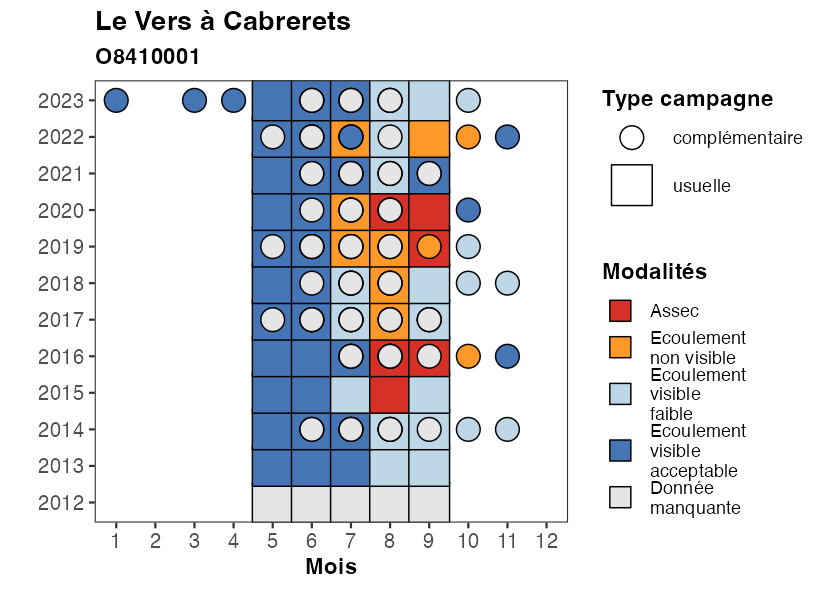 Le Vers à Cabrerets
O8410001
2023
2022
2021
2020
2019
2018
2017
2016
2015
2014
2013
2012
1 2 3 4 5 6 7 8 9 10 11 12
Mois
Type campagne
complémentaire
usuelle
Modalités
Assec
Ecoulement
non visible
Ecoulement
visible
faible
Ecoulement
visible
acceptable
Donnée
manquante